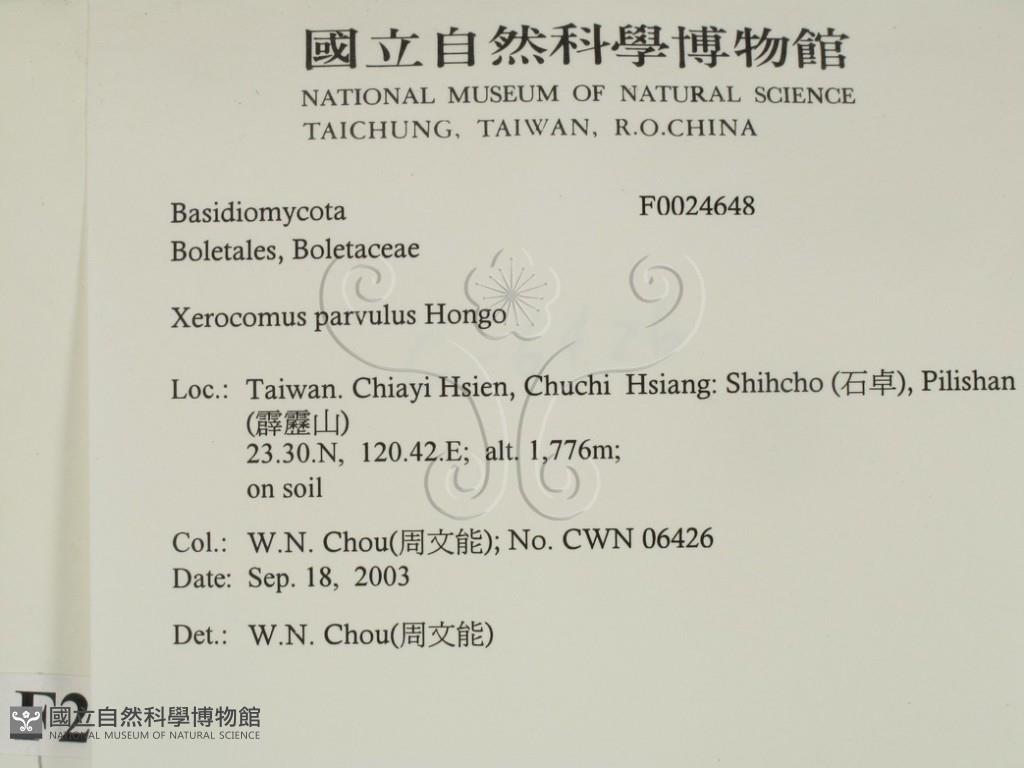 國立自然科學博物館
NATIONAL MUSEUM OF NATURAL SCIENCE
TAICHUNG, TAIWAN, R.O.CHINA
Basidiomycota F0024648
Boletales, Boletaceae
Xerocomus parvulus Hongo
Loc.: Taiwan. Chiayi Hsien, Chuchi Hsiang: Shihcho (石卓), Pilishan
(霹靂山)
23.30.N, 120.42.E; alt. 1,776m;
on soil
Col.: W.N. Chou(周文能); No. CWN 06426
Date: Sep. 18, 2003
Det.: W.N. Chou(周文能)
F2
國立自然科學博物館
NATIONAL MUSEUM OF NATURAL SCIENCE